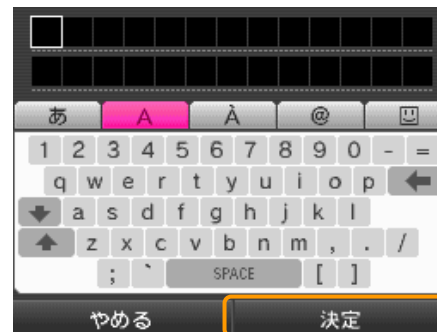 あ A À @
1 2 3 4 5 6 7 8 9 0 - =
q w e r t y u i o p
a s d f g h j k l
z x c v b n m , . /
; ` SPACE [ ]
やめる 決定